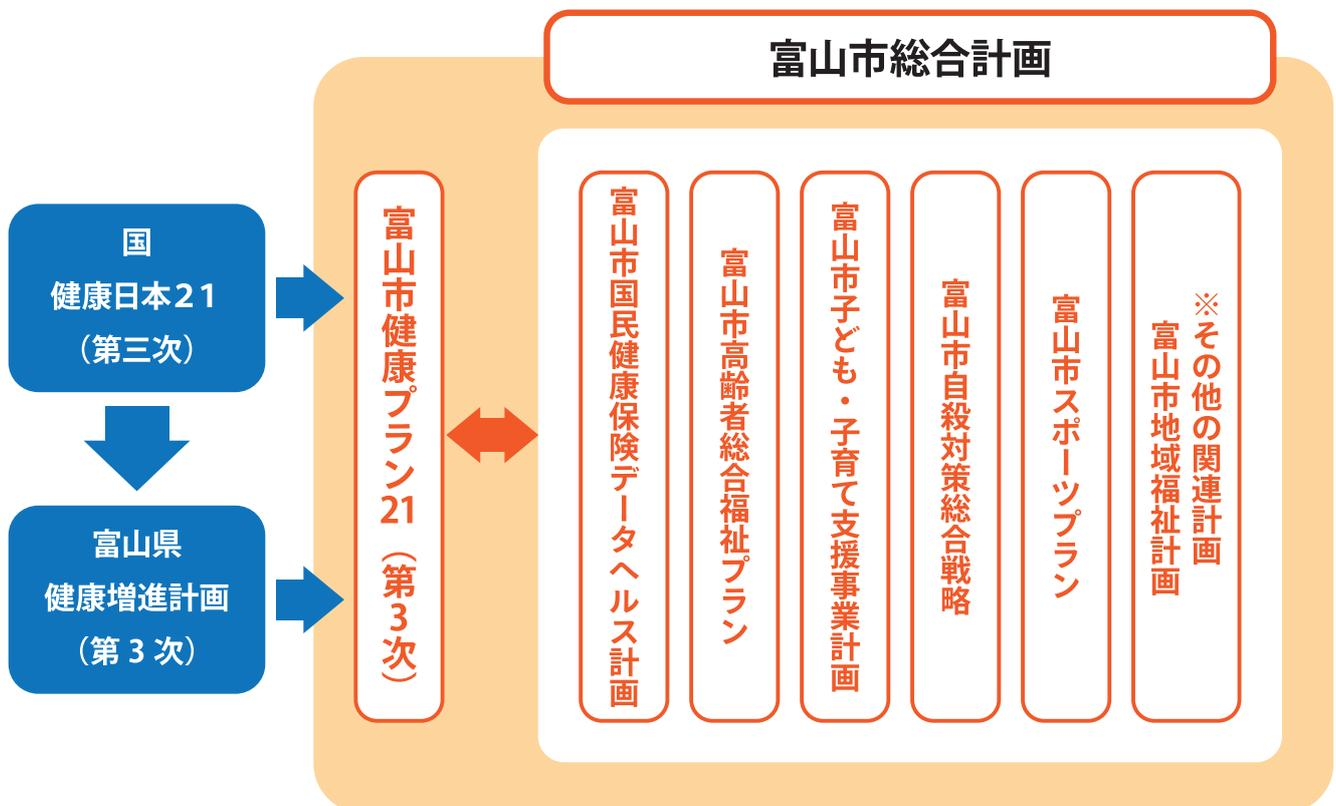 富山市総合計画
国
健康日本２１
（第三次）
富山県
健康増進計画
（第 3 次）
富山市健康プラン21（第3次）
富山市国民健康保険データヘルス計画
富山市高齢者総合福祉プラン
富山市子ども・子育て支援事業計画
富山市自殺対策総合戦略
富山市スポーツプラン
※その他の関連計画
富山市地域福祉計画